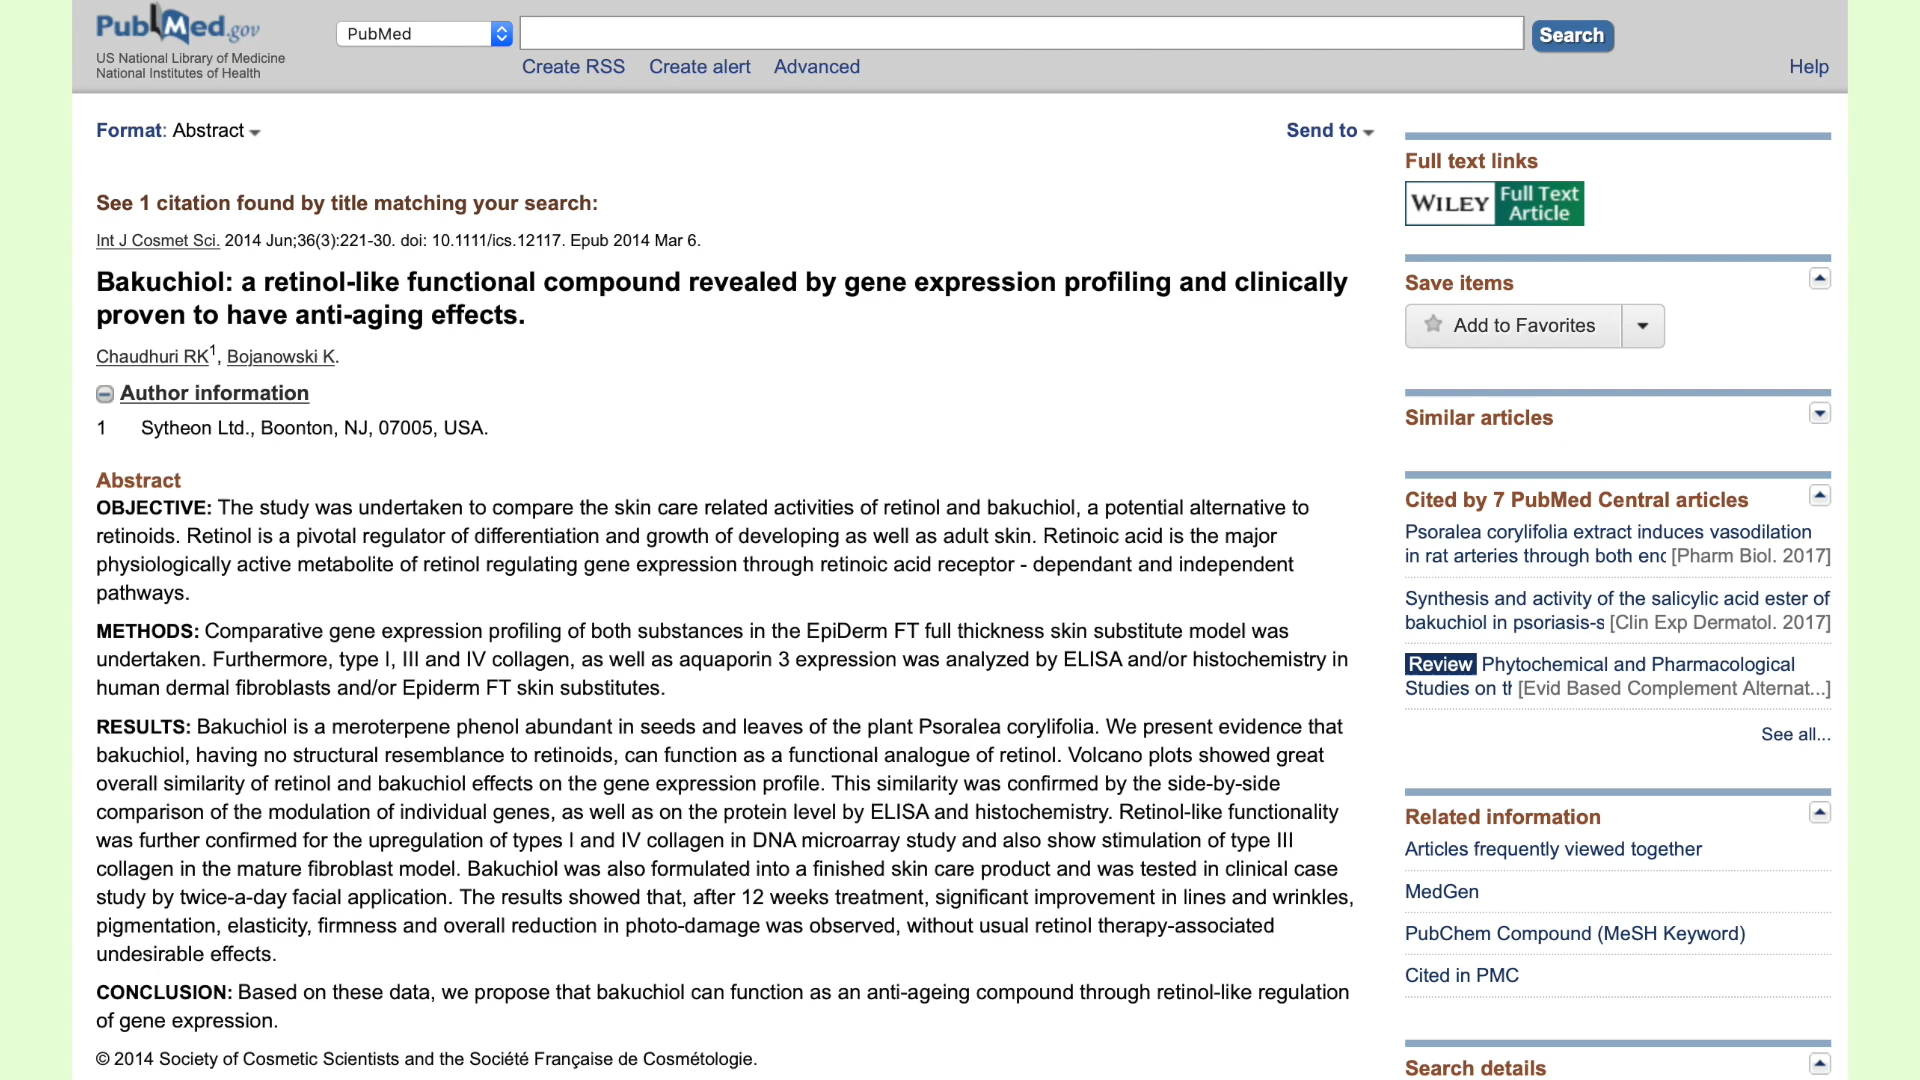 PubMed.gov
US National Library of Medicine
National Institutes of Health
PubMed
Search
Create RSS Create alert Advanced
Help
Format: Abstract
Send to
See 1 citation found by title matching your search:
Int J Cosmet Sci. 2014 Jun;36(3):221-30. doi: 10.1111/ics.12117. Epub 2014 Mar 6.
Bakuchiol: a retinol-like functional compound revealed by gene expression profiling and clinically
proven to have anti-aging effects.
Chaudhuri RK1, Bojanowski K.
Author information
1 Sytheon Ltd., Boonton, NJ, 07005, USA.
Abstract
OBJECTIVE: The study was undertaken to compare the skin care related activities of retinol and bakuchiol, a potential alternative to
retinoids. Retinol is a pivotal regulator of differentiation and growth of developing as well as adult skin. Retinoic acid is the major
physiologically active metabolite of retinol regulating gene expression through retinoic acid receptor - dependant and independent
pathways.
METHODS: Comparative gene expression profiling of both substances in the EpiDerm FT full thickness skin substitute model was
undertaken. Furthermore, type I, III and IV collagen, as well as aquaporin 3 expression was analyzed by ELISA and/or histochemistry in
human dermal fibroblasts and/or Epiderm FT skin substitutes.
RESULTS: Bakuchiol is a meroterpene phenol abundant in seeds and leaves of the plant Psoralea corylifolia. We present evidence that
bakuchiol, having no structural resemblance to retinoids, can function as a functional analogue of retinol. Volcano plots showed great
overall similarity of retinol and bakuchiol effects on the gene expression profile. This similarity was confirmed by the side-by-side
comparison of the modulation of individual genes, as well as on the protein level by ELISA and histochemistry. Retinol-like functionality
was further confirmed for the upregulation of types I and IV collagen in DNA microarray study and also show stimulation of type III
collagen in the mature fibroblast model. Bakuchiol was also formulated into a finished skin care product and was tested in clinical case
study by twice-a-day facial application. The results showed that, after 12 weeks treatment, significant improvement in lines and wrinkles,
pigmentation, elasticity, firmness and overall reduction in photo-damage was observed, without usual retinol therapy-associated
undesirable effects.
CONCLUSION: Based on these data, we propose that bakuchiol can function as an anti-ageing compound through retinol-like regulation
of gene expression.
© 2014 Society of Cosmetic Scientists and the Société Française de Cosmétologie.
Full text links
WILEY Full Text
Article
Save items
Add to Favorites
Similar articles
Cited by 7 PubMed Central articles
Psoralea corylifolia extract induces vasodilation
in rat arteries through both enc [Pharm Biol. 2017]
Synthesis and activity of the salicylic acid ester of
bakuchiol in psoriasis-s [Clin Exp Dermatol. 2017]
Review Phytochemical and Pharmacological
Studies on th [Evid Based Complement Alternat...]
See all...
Related information
Articles frequently viewed together
MedGen
PubChem Compound (MeSH Keyword)
Cited in PMC
Search details